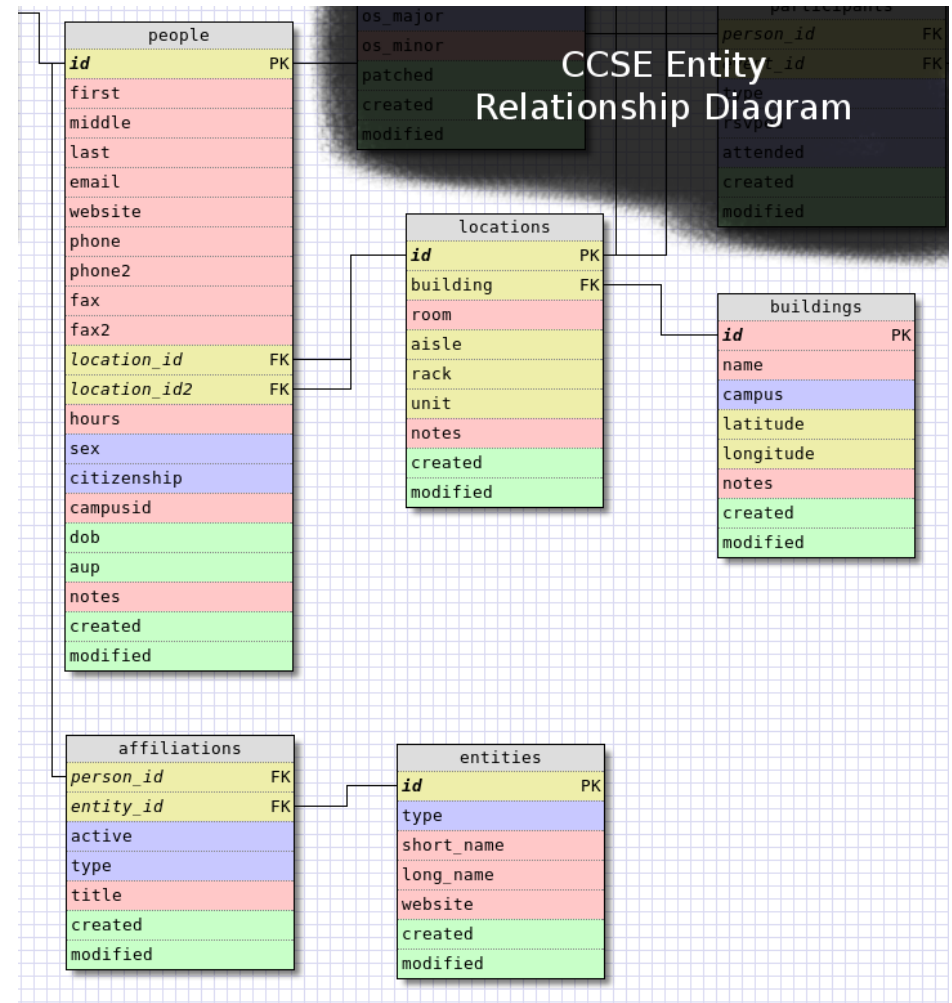 people
id PK
first
middle
last
email
website
phone
phone2
fax
fax2
location_id FK
location_id2 FK
hours
sex
citizenship
campusid
dob
aup
notes
created
modified
os_major
os_minor
patched
created
modified
participants
person_id FK
FK
type
attended
created
modified
CCSE Entity
Relationship Diagram
locations
id PK
building FK
room
aisle
rack
unit
notes
created
modified
buildings
id PK
name
campus
latitude
longitude
notes
created
modified
affiliations
person_id FK
entity_id FK
active
type
title
created
modified
entities
id PK
type
short_name
long_name
website
created
modified